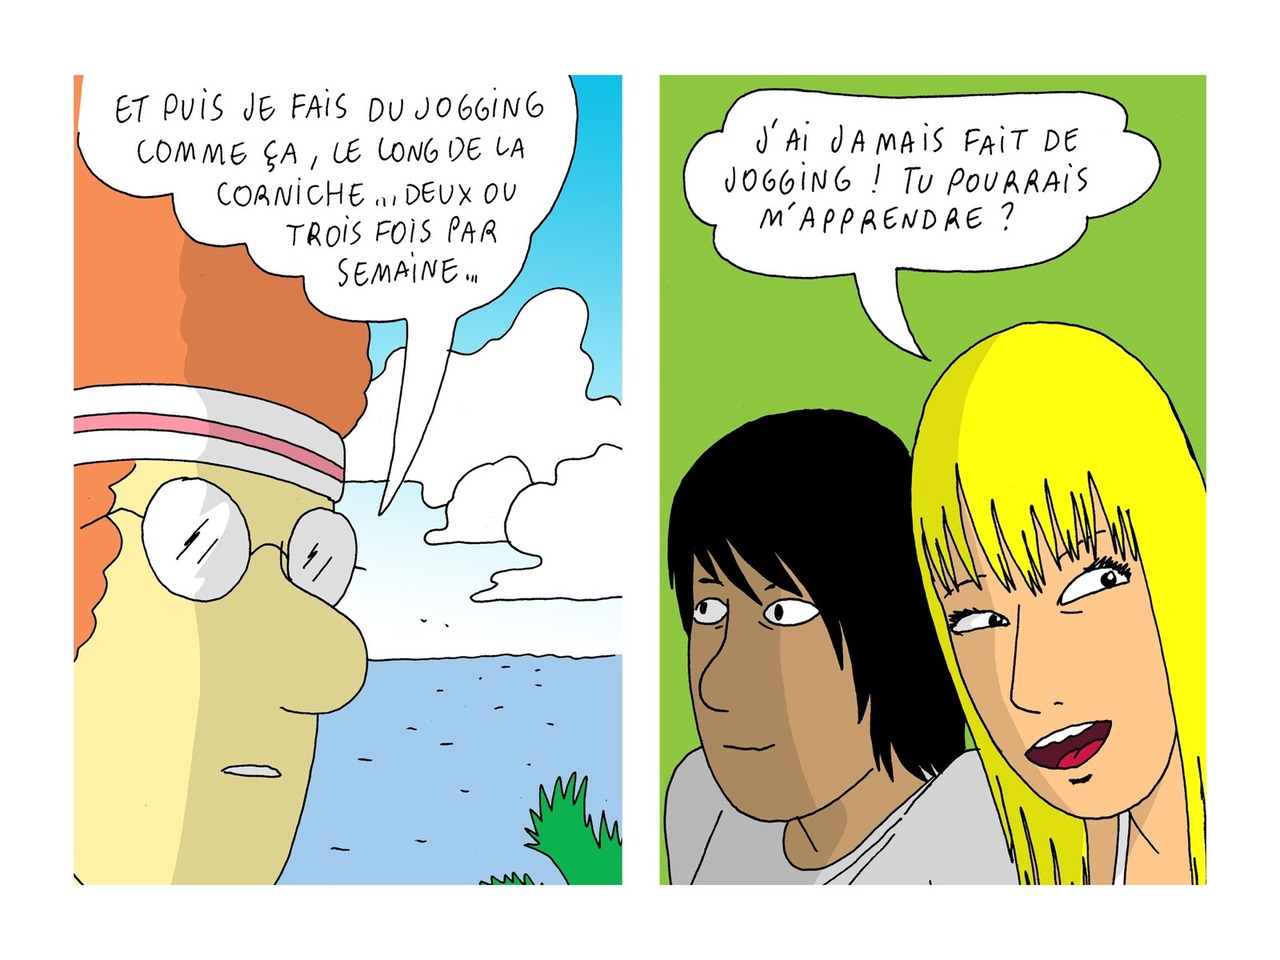 ET PUIS JE FAIS DU JOGGING
COMME ÇA, LE LONG DE LA
CORNICHE... DEUX OU
TROIS FOIS PAR
SEMAINE...
J'AI JAMAIS FAIT DE
JOGGING ! TU POURRAIS
M'APPRENDRE ?